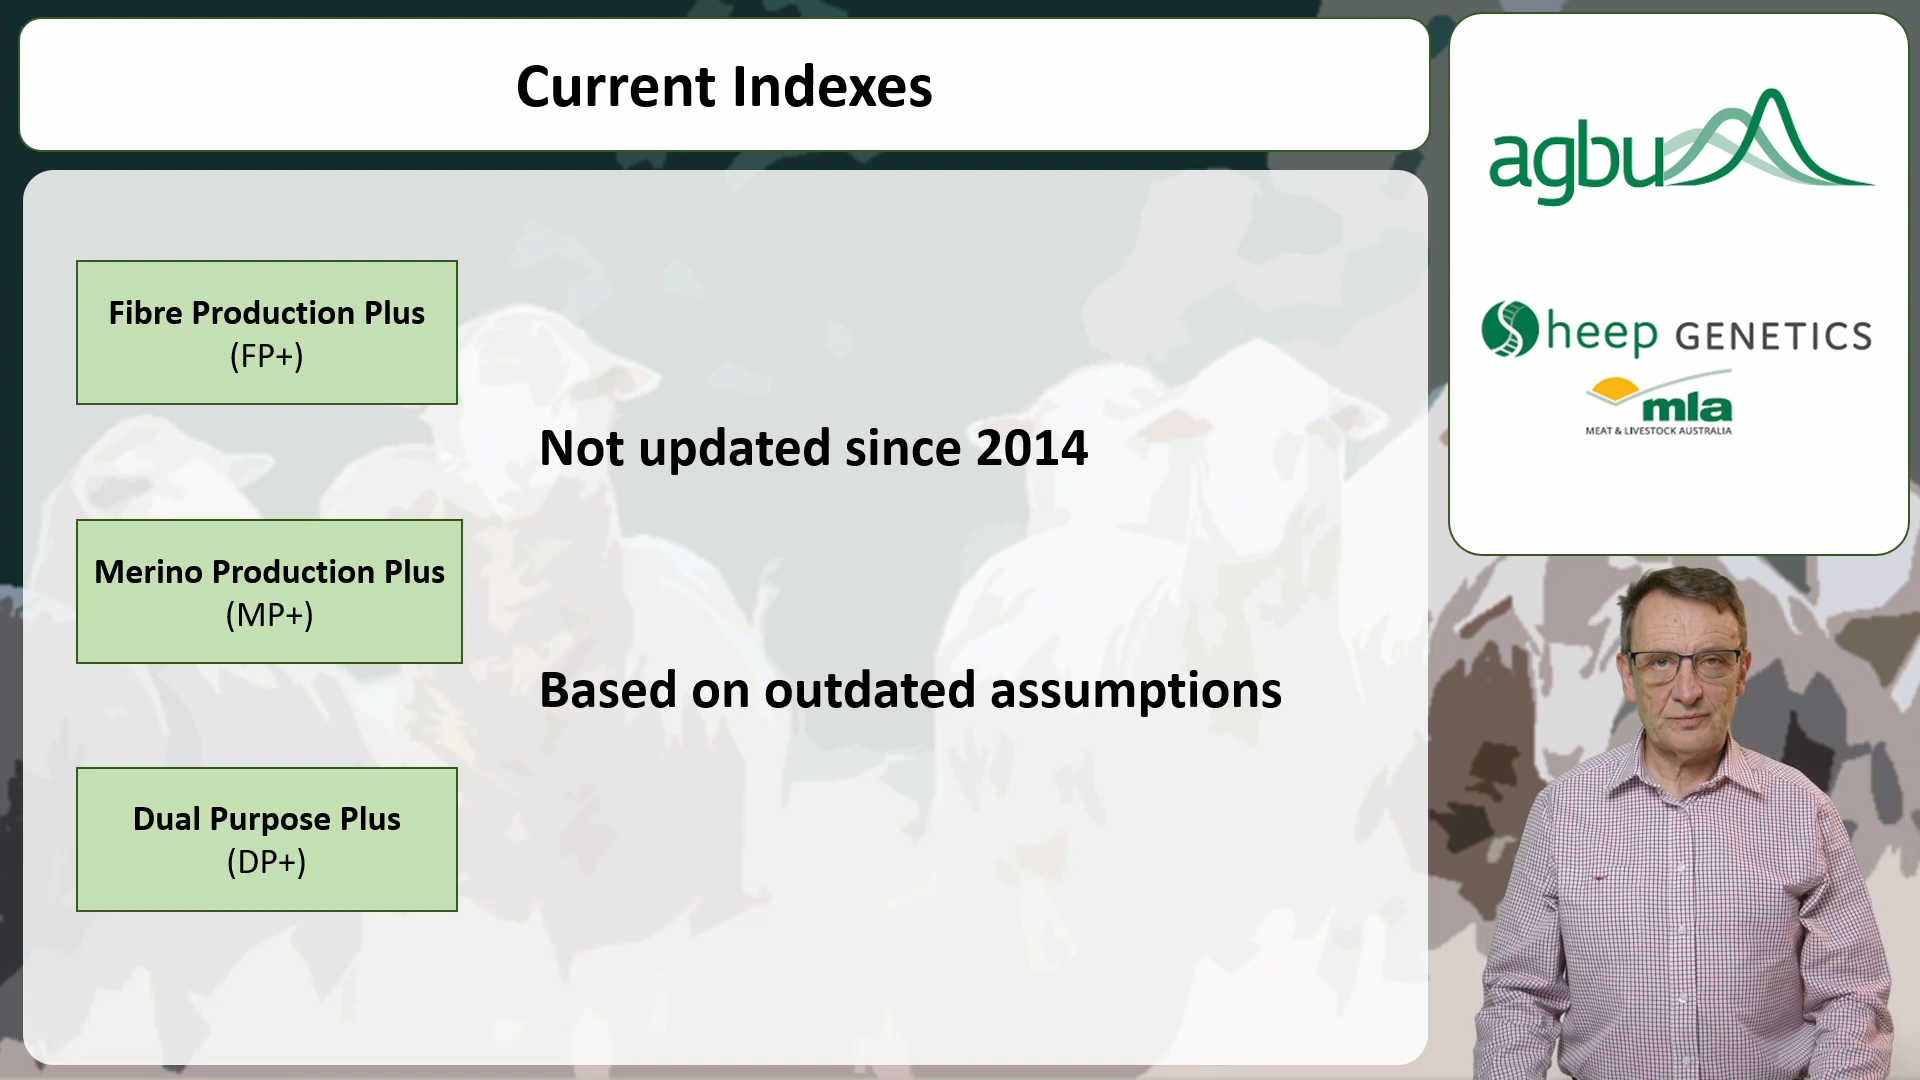 Current Indexes
Fibre Production Plus
(FP+)
Not updated since 2014
Merino Production Plus
(MP+)
Based on outdated assumptions
Dual Purpose Plus
(DP+)
agbu
Sheep GENETICS
mla
MEAT & LIVESTOCK AUSTRALIA